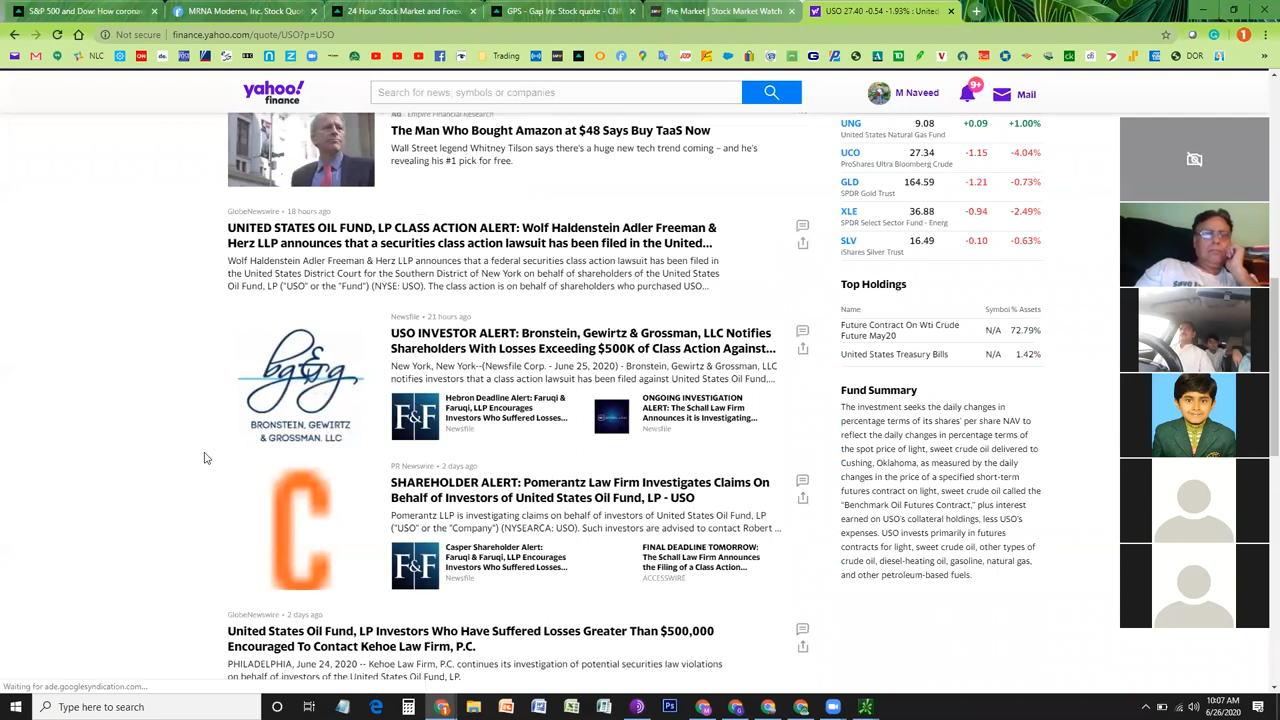 S&P 500 and Dow: How coron:
MRNA Moderna, Inc. Stock Quote
24 Stock Market and Forex
GPS - Gap Inc Stock quote - CNN
Pre Market | Stock Market Watch
USO 27.40 -0.54 -1.93% : United
Not secure | finance.yahoo.com/quote/USO?p=USO
NLC
Trading
DOR
yahoo!
finance
Search for news, symbols or companies
M Naveed
9+
Mail
Ad • Empire Financial Research
The Man Who Bought Amazon at $48 Says Buy TaaS Now
Wall Street legend Whitney Tilson says there's a huge new tech trend coming – and he's
revealing his #1 pick for free.
GlobeNewswire • 18 hours ago
UNITED STATES OIL FUND, LP CLASS ACTION ALERT: Wolf Haldenstein Adler Freeman &
Herz LLP announces that a securities class action lawsuit has been filed in the United...
Wolf Haldenstein Adler Freeman & Herz LLP announces that a federal securities class action lawsuit has been filed in
the United States District Court for the Southern District of New York on behalf of shareholders of the United States
Oil Fund, LP ("USO" or the "Fund") (NYSE: USO). The class action is on behalf of shareholders who purchased USO...
Newsfile • 21 hours ago
USO INVESTOR ALERT: Bronstein, Gewirtz & Grossman, LLC Notifies
Shareholders With Losses Exceeding $500K of Class Action Against...
New York, New York--(Newsfile Corp. - June 25, 2020) - Bronstein, Gewirtz & Grossman, LLC
notifies investors that a class action lawsuit has been filed against United States Oil Fund,...
bg&g
BRONSTEIN, GEWIRTZ
& GROSSMAN, LLC
F&F
Hebron Deadline Alert: Faruqi &
Faruqi, LLP Encourages
Investors Who Suffered Losses...
Newsfile
ONGOING INVESTIGATION
ALERT: The Schall Law Firm
Announces it is Investigating...
Newsfile
PR Newswire • 2 days ago
SHAREHOLDER ALERT: Pomerantz Law Firm Investigates Claims On
Behalf of Investors of United States Oil Fund, LP - USO
Pomerantz LLP is investigating claims on behalf of investors of United States Oil Fund, LP
("USO" or the "Company") (NYSEARCA: USO). Such investors are advised to contact Robert ...
C
F&F
Casper Shareholder Alert:
Faruqi & Faruqi, LLP Encourages
Investors Who Suffered Losses...
Newsfile
FINAL DEADLINE TOMORROW:
The Schall Law Firm Announces
the Filing of a Class Action...
ACCESSWIRE
GlobeNewswire • 2 days ago
United States Oil Fund, LP Investors Who Have Suffered Losses Greater Than $500,000
Encouraged To Contact Kehoe Law Firm, P.C.
PHILADELPHIA, June 24, 2020 -- Kehoe Law Firm, P.C. continues its investigation of potential securities law violations
on behalf of investors of the United States Oil Fund, LP.
UNG 9.08 +0.09 +1.00%
United States Natural Gas Fund
UCO 27.34 -1.15 -4.04%
ProShares Ultra Bloomberg Crude
GLD 164.59 -1.21 -0.73%
SPDR Gold Trust
XLE 36.88 -0.94 -2.49%
SPDR Select Sector Fund - Energ
SLV 16.49 -0.10 -0.63%
iShares Silver Trust
Top Holdings
Name Symbol % Assets
Future Contract On Wti Crude
Future May20 N/A 72.79%
United States Treasury Bills N/A 1.42%
Fund Summary
The investment seeks the daily changes in
percentage terms of its shares' per share NAV to
reflect the daily changes in percentage terms of
the spot price of light, sweet crude oil delivered to
Cushing, Oklahoma, as measured by the daily
changes in the price of a specified short-term
futures contract on light, sweet crude oil called the
"Benchmark Oil Futures Contract," plus interest
earned on USO's collateral holdings, less USO's
expenses. USO invests primarily in futures
contracts for light, sweet crude oil, other types of
crude oil, diesel-heating oil, gasoline, natural gas,
and other petroleum-based fuels.
Waiting for ade.googlesyndication.com...
Type here to search
10:07 AM
6/26/2020